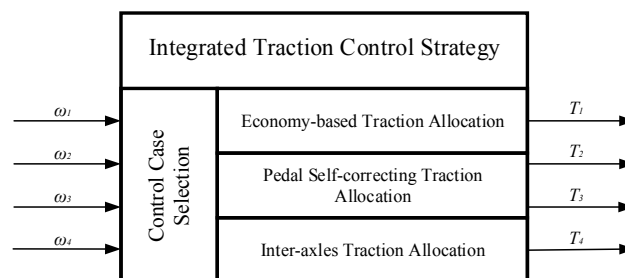 Integrated Traction Control Strategy
ω1
ω2
ω3
ω4
Control Case
Selection
Economy-based Traction Allocation
Pedal Self-correcting Traction
Allocation
Inter-axles Traction Allocation
T1
T2
T3
T4